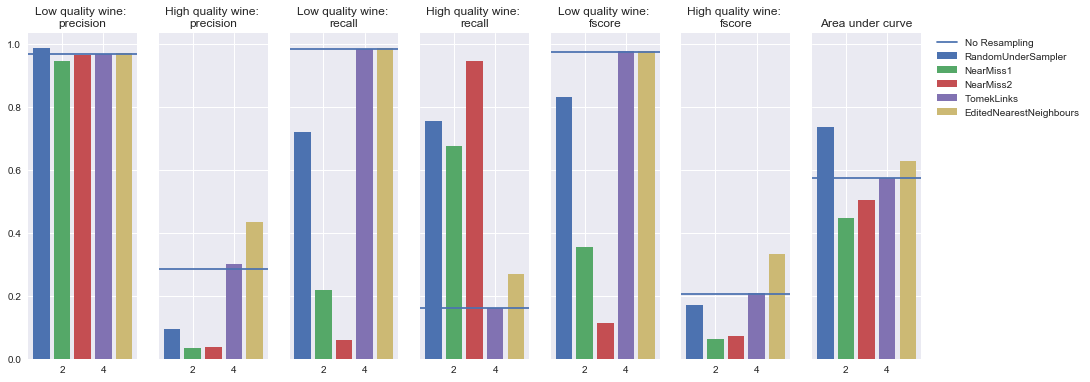 Low quality wine:
precision
High quality wine:
precision
Low quality wine:
recall
High quality wine:
recall
Low quality wine:
fscore
High quality wine:
fscore
Area under curve
1.0
0.8
0.6
0.4
0.2
0.0
2 4
2 4
2 4
2 4
2 4
2 4
2 4
No Resampling
RandomUnderSampler
NearMiss1
NearMiss2
TomekLinks
EditedNearestNeighbours